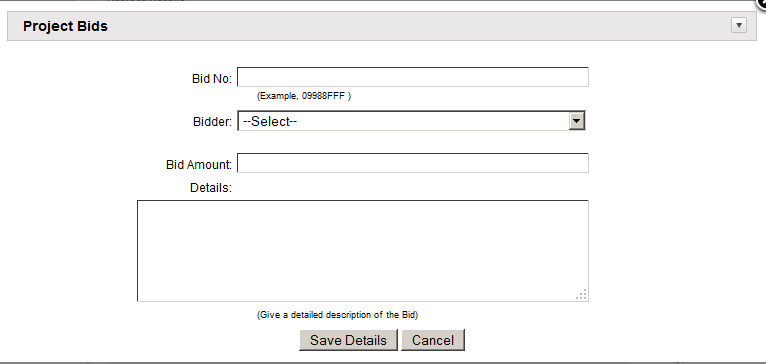 Project Bids
Bid No:
(Example, 09988FFF )
Bidder: --Select--
Bid Amount:
Details:
(Give a detailed description of the Bid)
Save Details Cancel